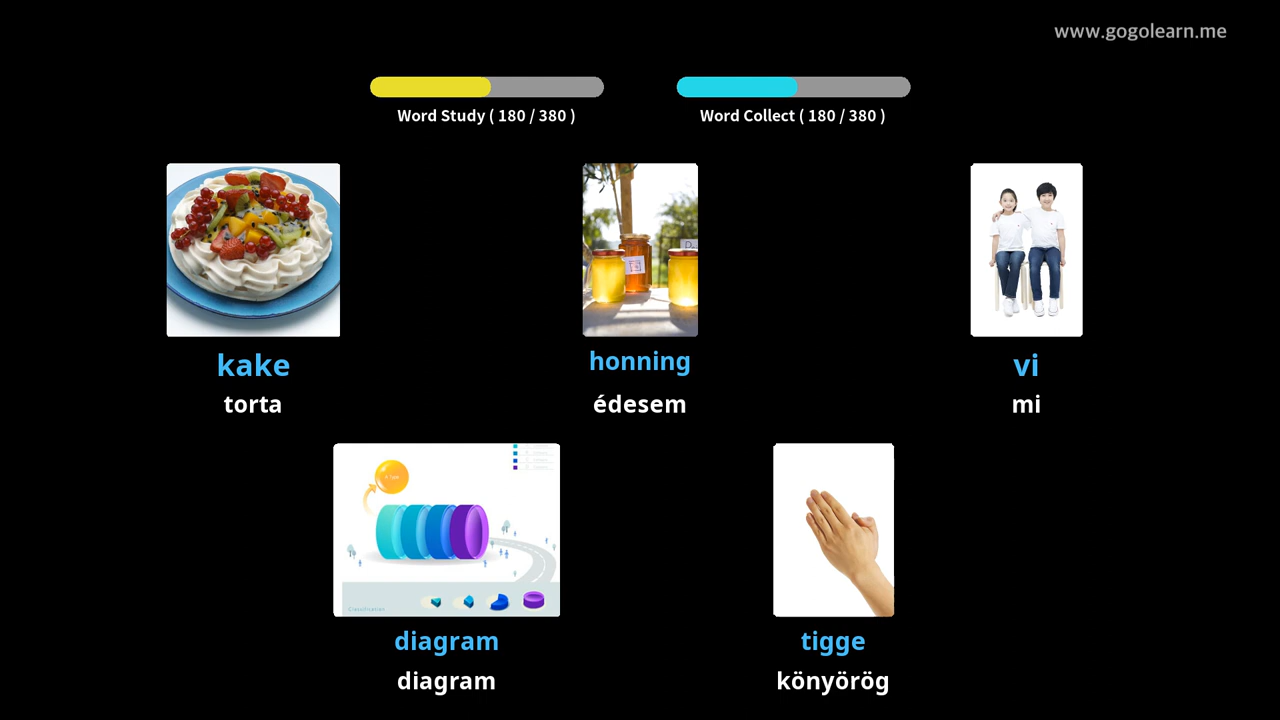 www.gogolearn.me
Word Study ( 180 / 380 )
Word Collect ( 180 / 380 )
kake
torta
honning
édesem
vi
mi
diagram
diagram
tigge
könyörög